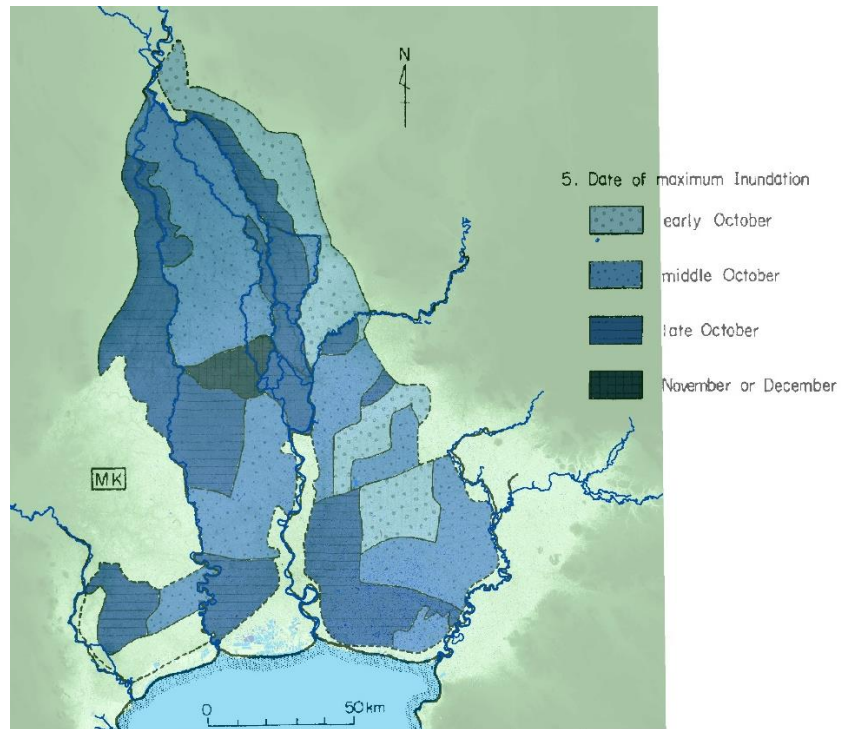 N
5. Date of maximum Inundation
early October
middle October
late October
November or December
MK
0 50km